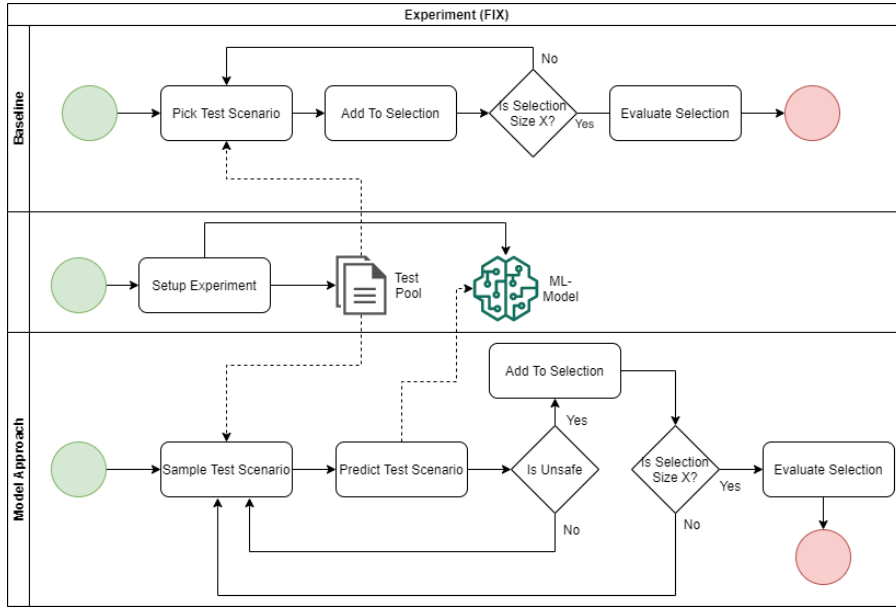 Experiment (FIX)
Baseline
No
Pick Test Scenario
Add To Selection
Is Selection
Size X?
Yes
Evaluate Selection
Setup Experiment
Test
Pool
ML-
Model
Model Approach
Add To Selection
Yes
Sample Test Scenario
Predict Test Scenario
Is Unsafe
No
Is Selection
Size X?
Yes
No
Evaluate Selection